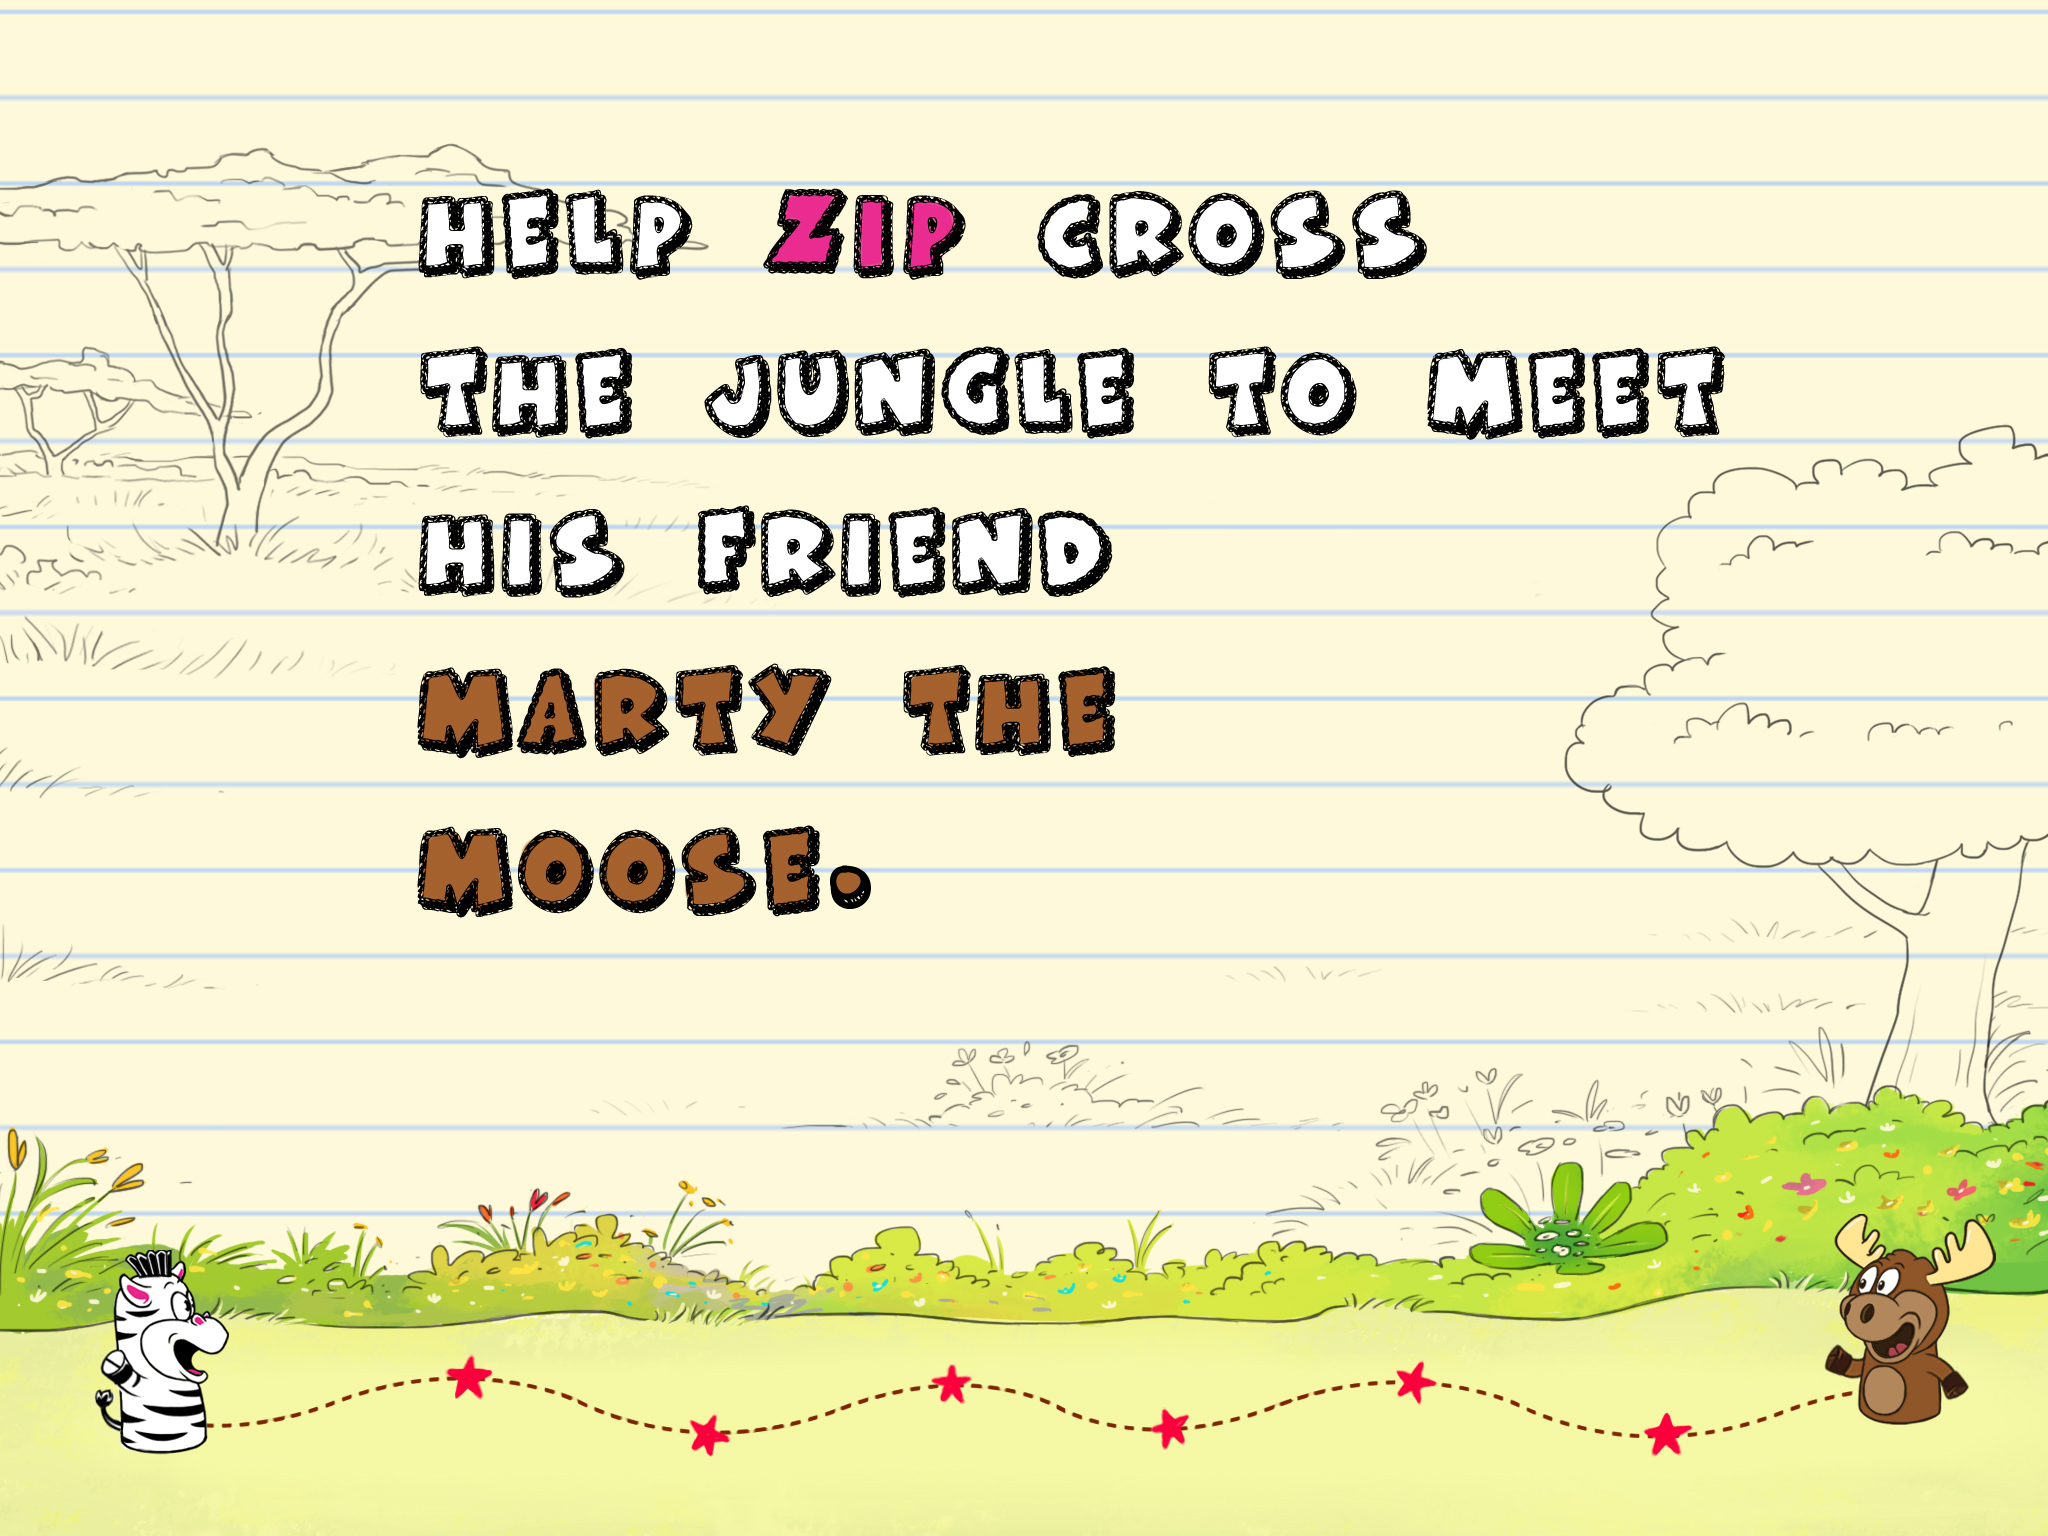 HELP ZIP CROSS
THE JUNGLE TO MEET
HIS FRIEND
MARTY THE
MOOSE.